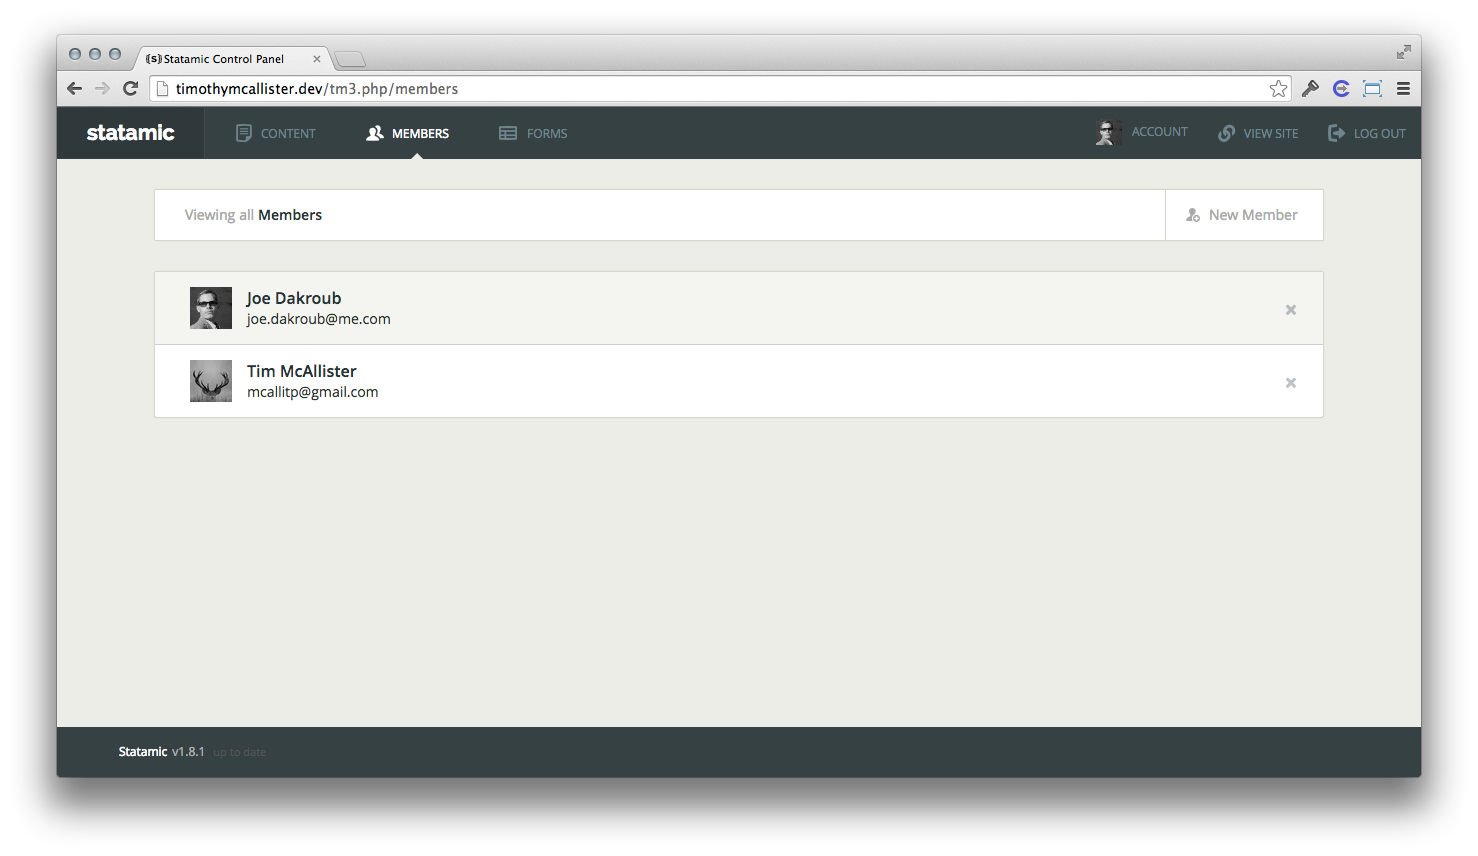 Statamic Control Panel
timothymcallister.dev/tm3.php/members
statamic CONTENT MEMBERS FORMS ACCOUNT VIEW SITE LOG OUT
Viewing all Members New Member
Joe Dakroub
joe.dakroub@me.com
Tim McAllister
mcallitp@gmail.com
Statamic v1.8.1 up to date